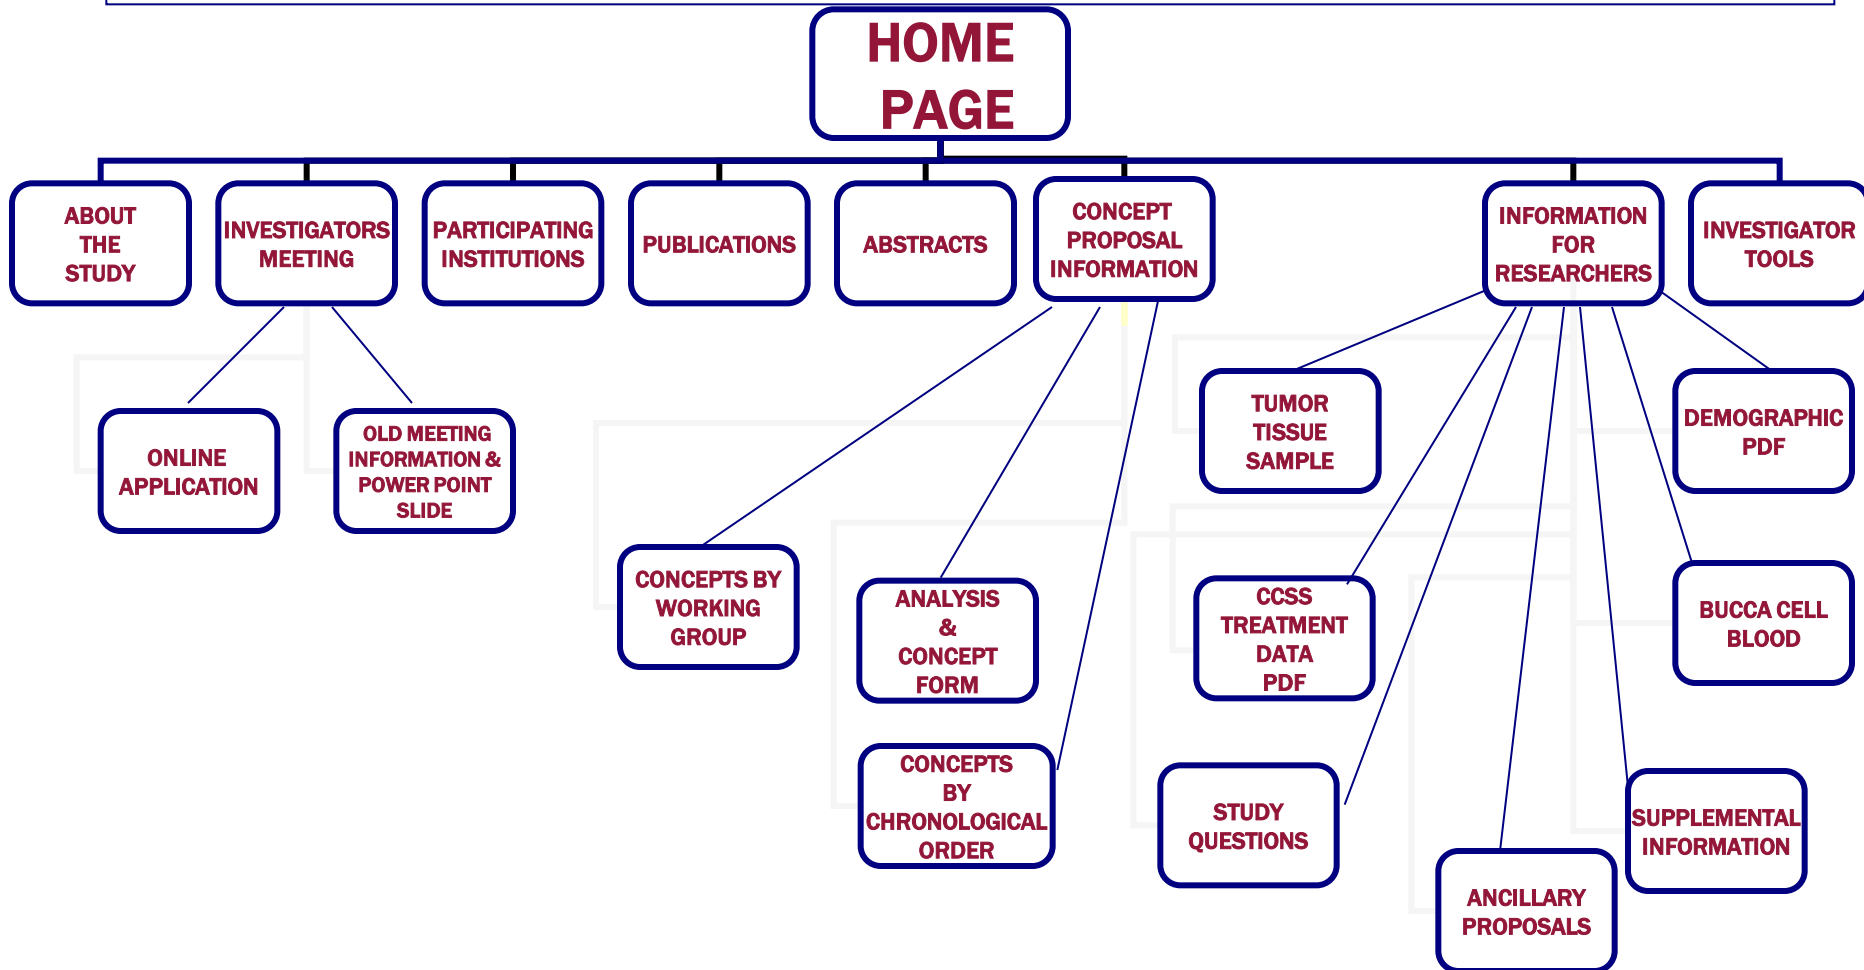 HOME
PAGE
ABOUT
THE
STUDY
INVESTIGATORS
MEETING
PARTICIPATING
INSTITUTIONS
PUBLICATIONS
ABSTRACTS
CONCEPT
PROPOSAL
INFORMATION
INFORMATION
FOR
RESEARCHERS
INVESTIGATOR
TOOLS
ONLINE
APPLICATION
OLD MEETING
INFORMATION &
POWER POINT
SLIDE
TUMOR
TISSUE
SAMPLE
DEMOGRAPHIC
PDF
CONCEPTS BY
WORKING
GROUP
ANALYSIS
&
CONCEPT
FORM
CCSS
TREATMENT
DATA
PDF
BUCCA CELL
BLOOD
CONCEPTS
BY
CHRONOLOGICAL
ORDER
STUDY
QUESTIONS
SUPPLEMENTAL
INFORMATION
ANCILLARY
PROPOSALS